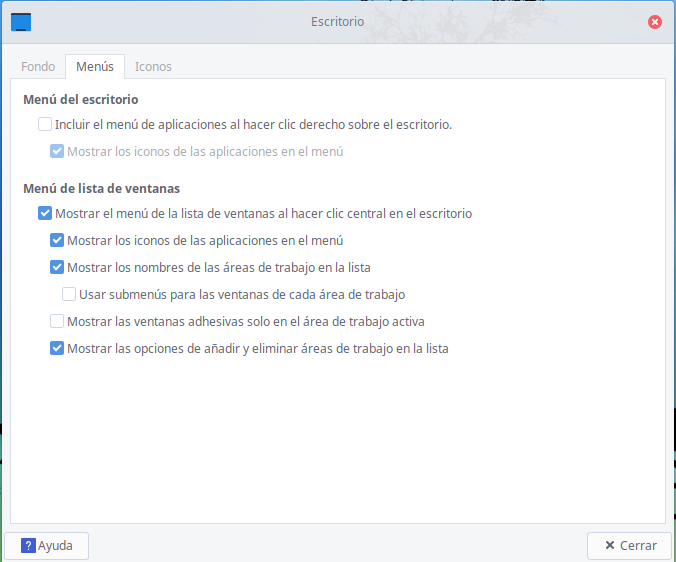 Escritorio
Fondo
Menús
Iconos
Menú del escritorio
Incluir el menú de aplicaciones al hacer clic derecho sobre el escritorio.
Mostrar los iconos de las aplicaciones en el menú
Menú de lista de ventanas
Mostrar el menú de la lista de ventanas al hacer clic central en el escritorio
Mostrar los iconos de las aplicaciones en el menú
Mostrar los nombres de las áreas de trabajo en la lista
Usar submenús para las ventanas de cada área de trabajo
Mostrar las ventanas adhesivas solo en el área de trabajo activa
Mostrar las opciones de añadir y eliminar áreas de trabajo en la lista
? Ayuda
Cerrar